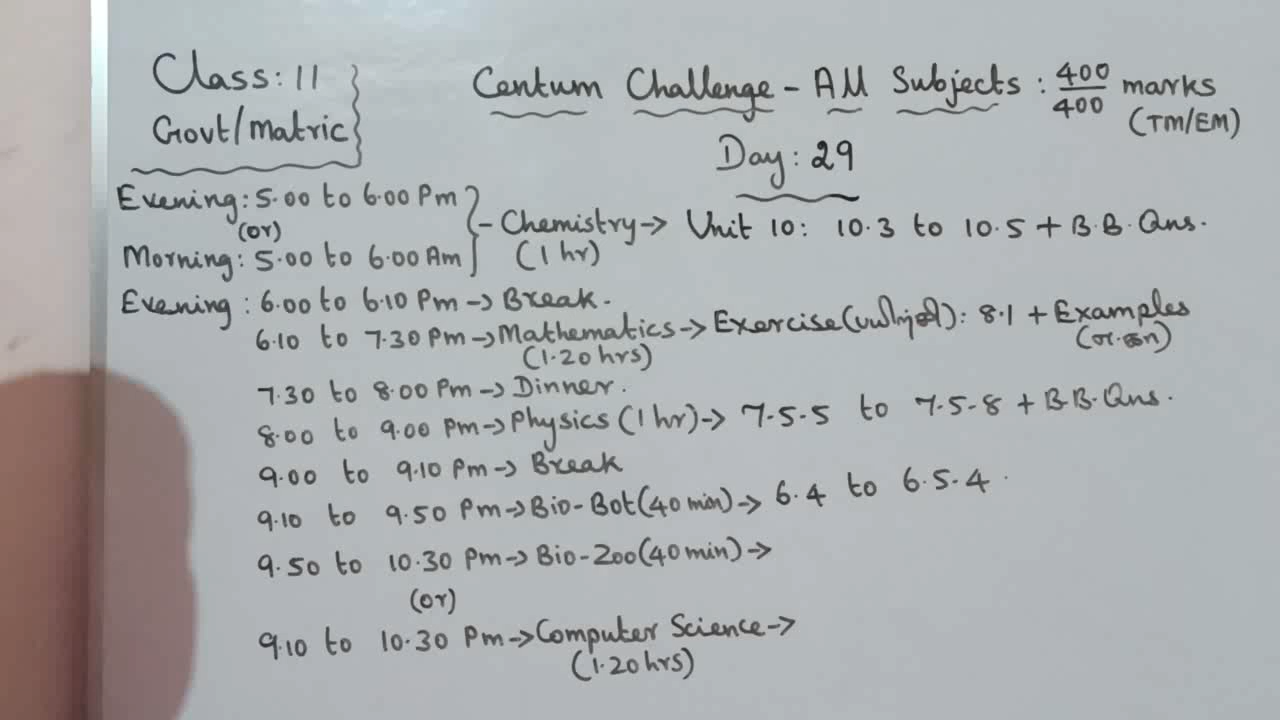 Class: 11
Govt/matric
Centum Challenge - All Subjects : 400/400 marks
(TM/EM)
Day: 29
Evening: 5.00 to 6.00 Pm
(or)
Morning: 5.00 to 6.00 Am
- Chemistry → Unit 10: 10.3 to 10.5 + B.B. Qns.
(1 hr)
Evening : 6.00 to 6.10 Pm → Break.
6.10 to 7.30 Pm → Mathematics → Exercise (பயிற்சி): 8.1 + Examples
(1.20 hrs)
(எ.கா)
7.30 to 8.00 Pm → Dinner.
8.00 to 9.00 Pm → Physics (1 hr) → 7.5.5 to 7.5.8 + B.B. Qns.
9.00 to 9.10 Pm → Break
9.10 to 9.50 Pm → Bio-Bot (40 min) → 6.4 to 6.5.4.
9.50 to 10.30 Pm → Bio-Zoo (40 min) →
(or)
9.10 to 10.30 Pm → Computer Science →
(1.20 hrs)